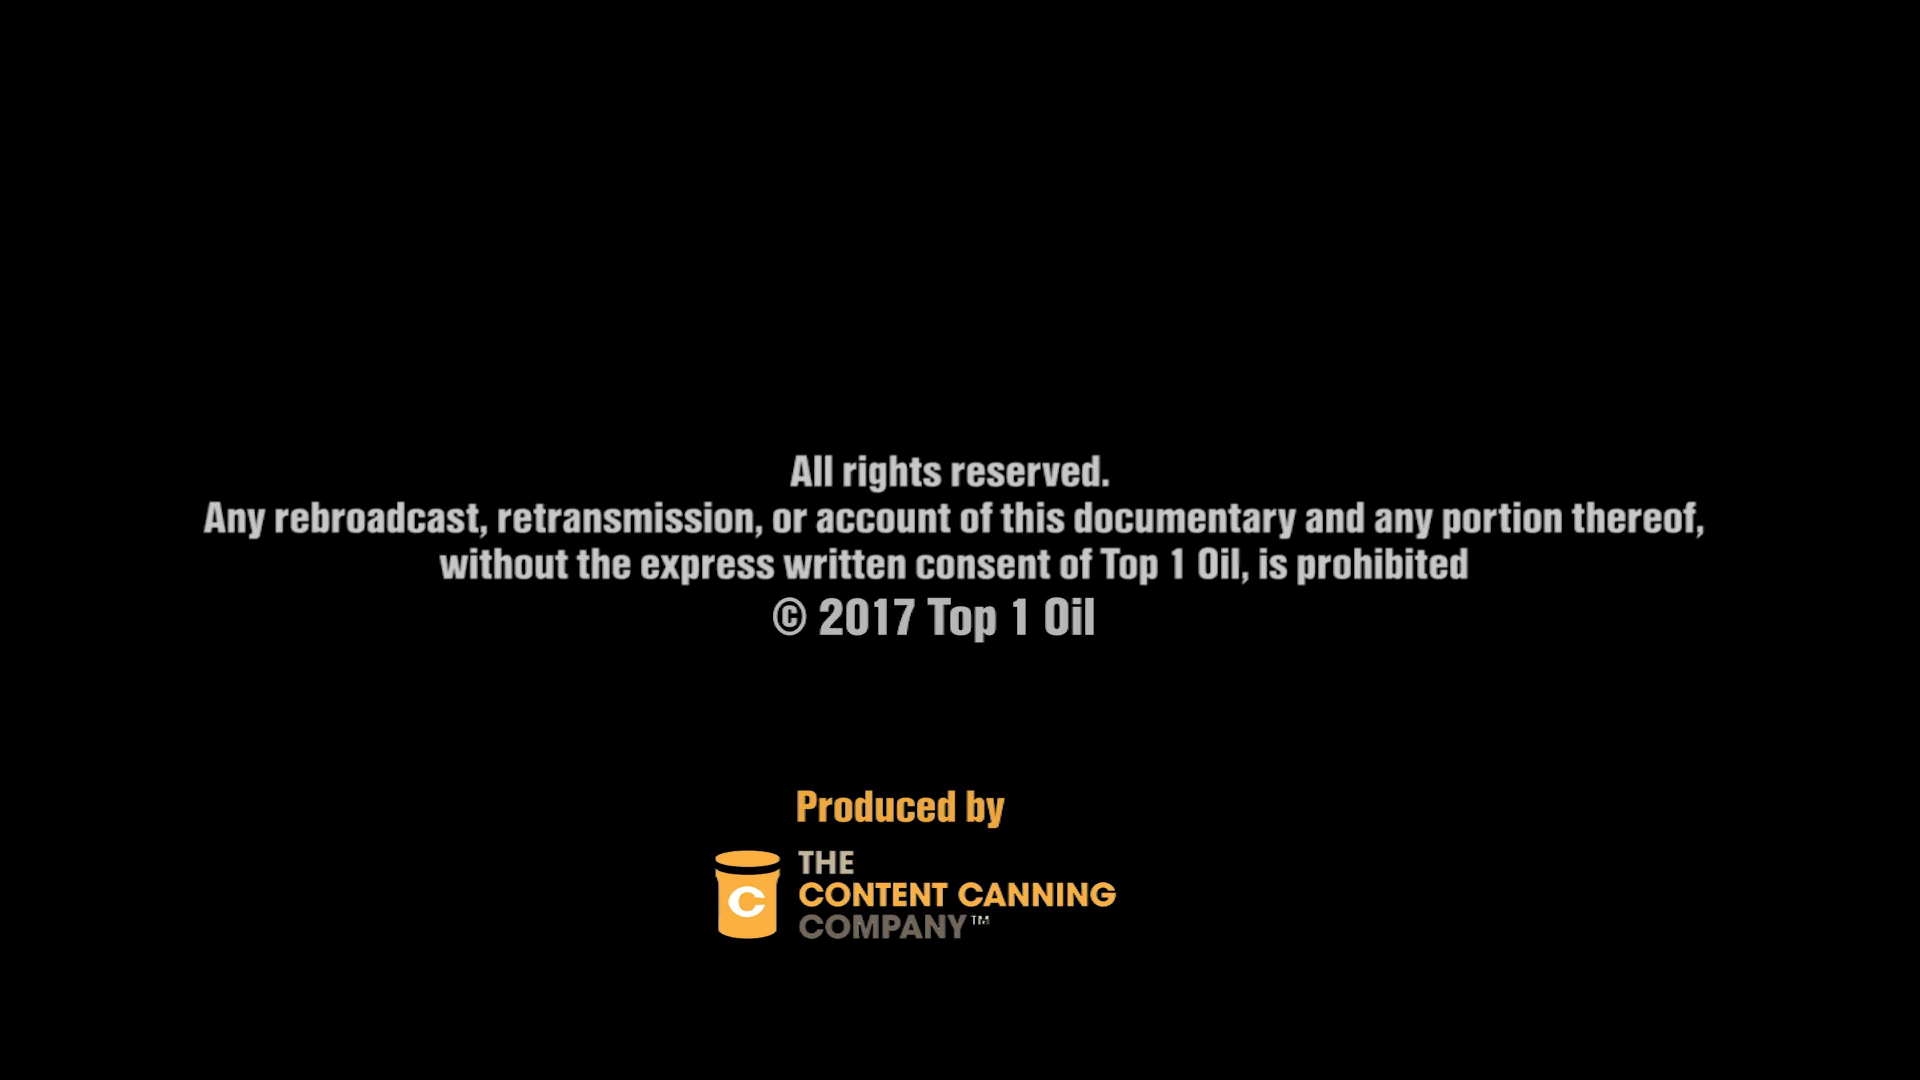 All rights reserved.
Any rebroadcast, retransmission, or account of this documentary and any portion thereof,
without the express written consent of Top 1 Oil, is prohibited
© 2017 Top 1 Oil
Produced by
C
THE
CONTENT CANNING
COMPANY™